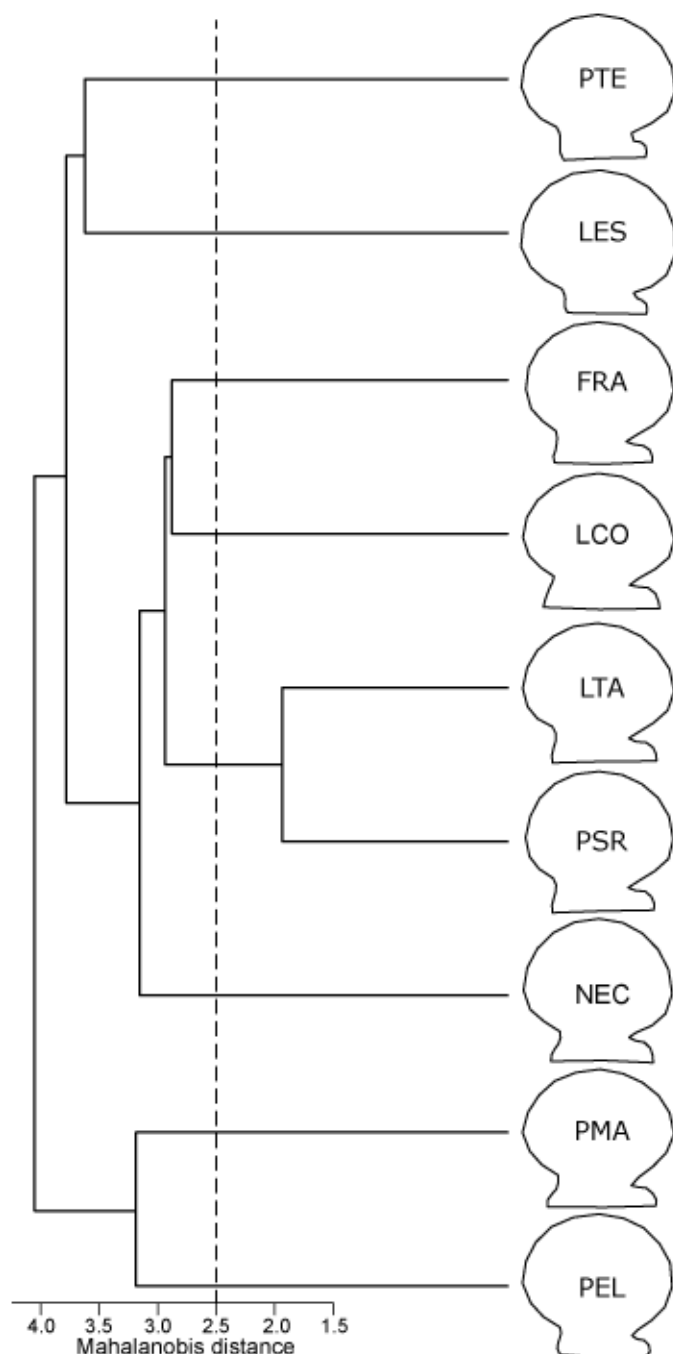 PTE
LES
FRA
LCO
LTA
PSR
NEC
PMA
PEL
4.0 3.5 3.0 2.5 2.0 1.5
Mahalanobis distance